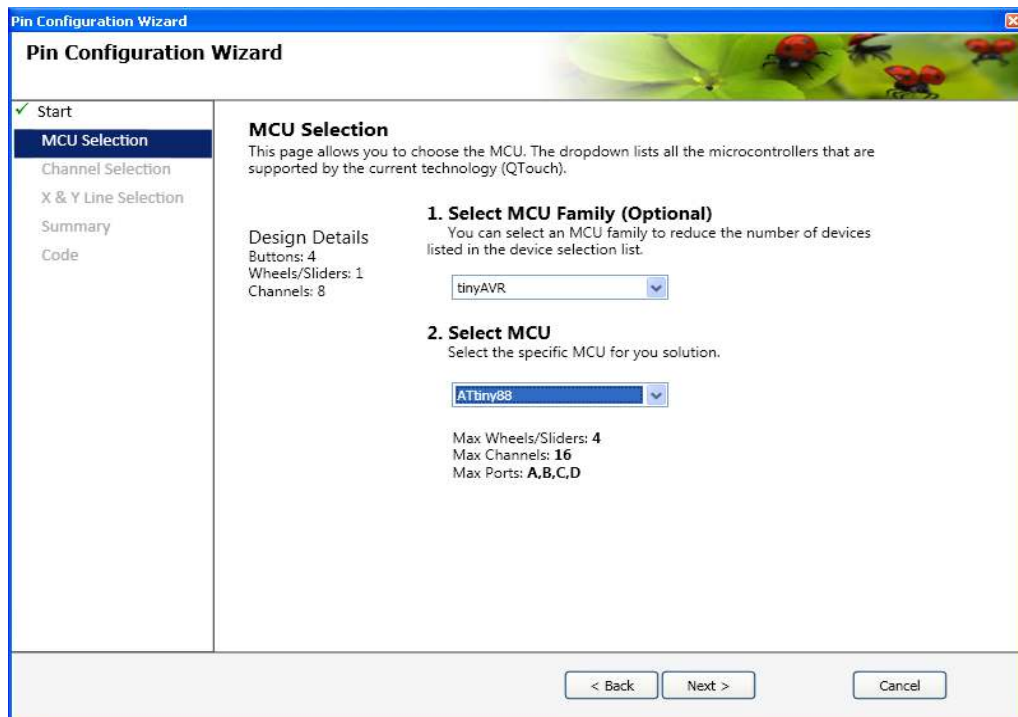 Pin Configuration Wizard
Pin Configuration Wizard
Start
MCU Selection
Channel Selection
X & Y Line Selection
Summary
Code
MCU Selection
This page allows you to choose the MCU. The dropdown lists all the microcontrollers that are
supported by the current technology (QTouch).
Design Details
Buttons: 4
Wheels/Sliders: 1
Channels: 8
1. Select MCU Family (Optional)
You can select an MCU family to reduce the number of devices
listed in the device selection list.
tinyAVR
2. Select MCU
Select the specific MCU for you solution.
ATtiny88
Max Wheels/Sliders: 4
Max Channels: 16
Max Ports: A,B,C,D
< Back
Next >
Cancel